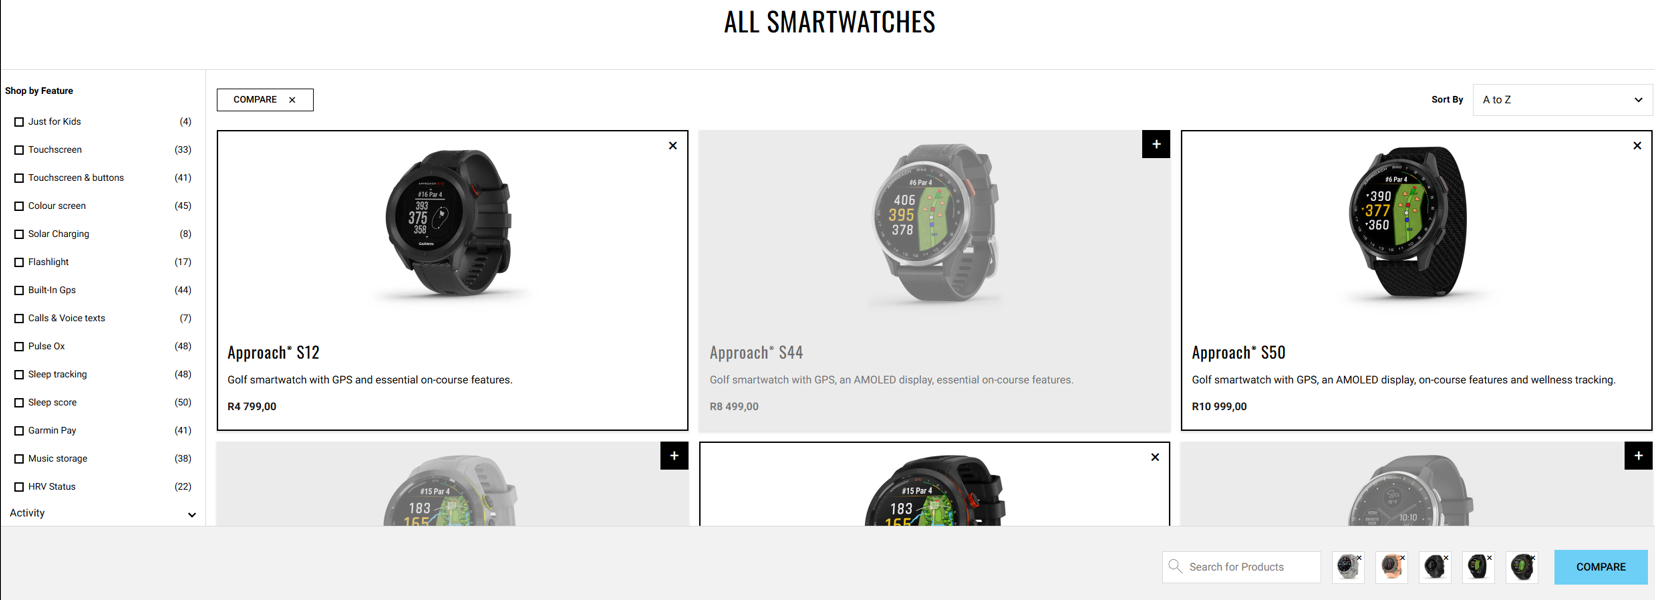 ALL SMARTWATCHES
Shop by Feature
Just for Kids (4)
Touchscreen (33)
Touchscreen & buttons (41)
Colour screen (45)
Solar Charging (8)
Flashlight (17)
Built-In Gps (44)
Calls & Voice texts (7)
Pulse Ox (48)
Sleep tracking (48)
Sleep score (50)
Garmin Pay (41)
Music storage (38)
HRV Status (22)
Activity
COMPARE ×
Sort By A to Z
×
APPROACH
#16 Par 4
393
375
358
GARMIN
Approach® S12
Golf smartwatch with GPS and essential on-course features.
R4 799,00
+
#6 Par 4
406
395
378
Approach® S44
Golf smartwatch with GPS, an AMOLED display, essential on-course features.
R8 499,00
×
#6 Par 4
390
377
360
Approach® S50
Golf smartwatch with GPS, an AMOLED display, on-course features and wellness tracking.
R10 999,00
+
#15 Par 4
183
165
×
#15 Par 4
183
165
+
10:10
Search for Products
× × × × ×
COMPARE